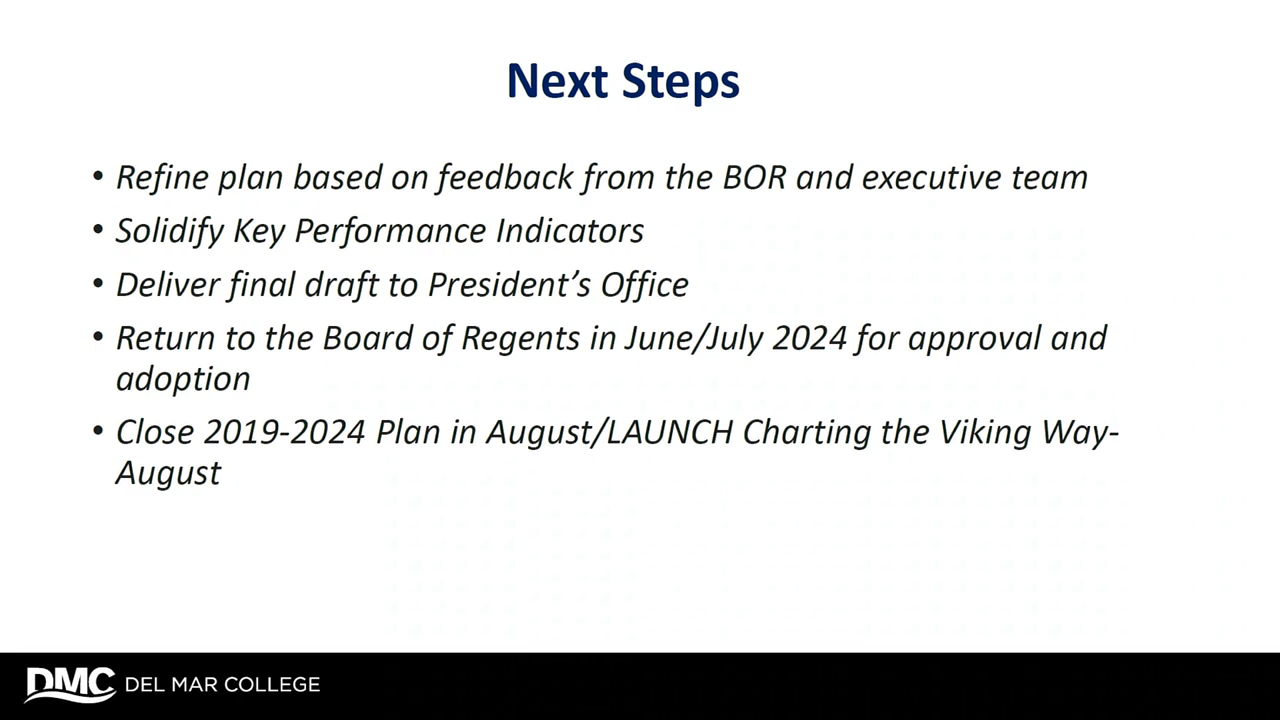 Next Steps
• Refine plan based on feedback from the BOR and executive team
• Solidify Key Performance Indicators
• Deliver final draft to President’s Office
• Return to the Board of Regents in June/July 2024 for approval and
adoption
• Close 2019-2024 Plan in August/LAUNCH Charting the Viking Way-
August
DMC DEL MAR COLLEGE